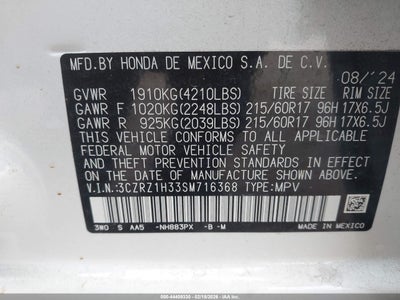 MFD.BY HONDA DE MEXICO S.A. DE C.V.
08/'24
GVWR 1910KG(4210LBS) TIRE SIZE RIM SIZE
GAWR F 1020KG(2248LBS) 215/60R17 96H 17X6.5J
GAWR R 925KG(2039LBS) 215/60R17 96H 17X6.5J
THIS VEHICLE CONFORMS TO ALL APPLICABLE
FEDERAL MOTOR VEHICLE SAFETY
AND THEFT PREVENTION STANDARDS IN EFFECT ON
THE DATE OF MANUFACTURE SHOWN ABOVE.
V.I.N.:3CZRZ1H33SM716368 TYPE:MPV
3W0 S AA5 -NH883PX -B -M
MADE IN
MEXICO